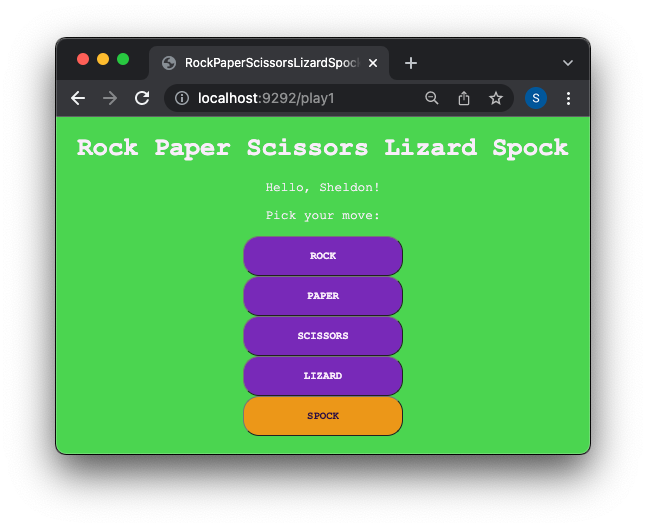 RockPaperScissorsLizardSpoc
localhost:9292/play1
S
Rock Paper Scissors Lizard Spock
Hello, Sheldon!
Pick your move:
ROCK
PAPER
SCISSORS
LIZARD
SPOCK